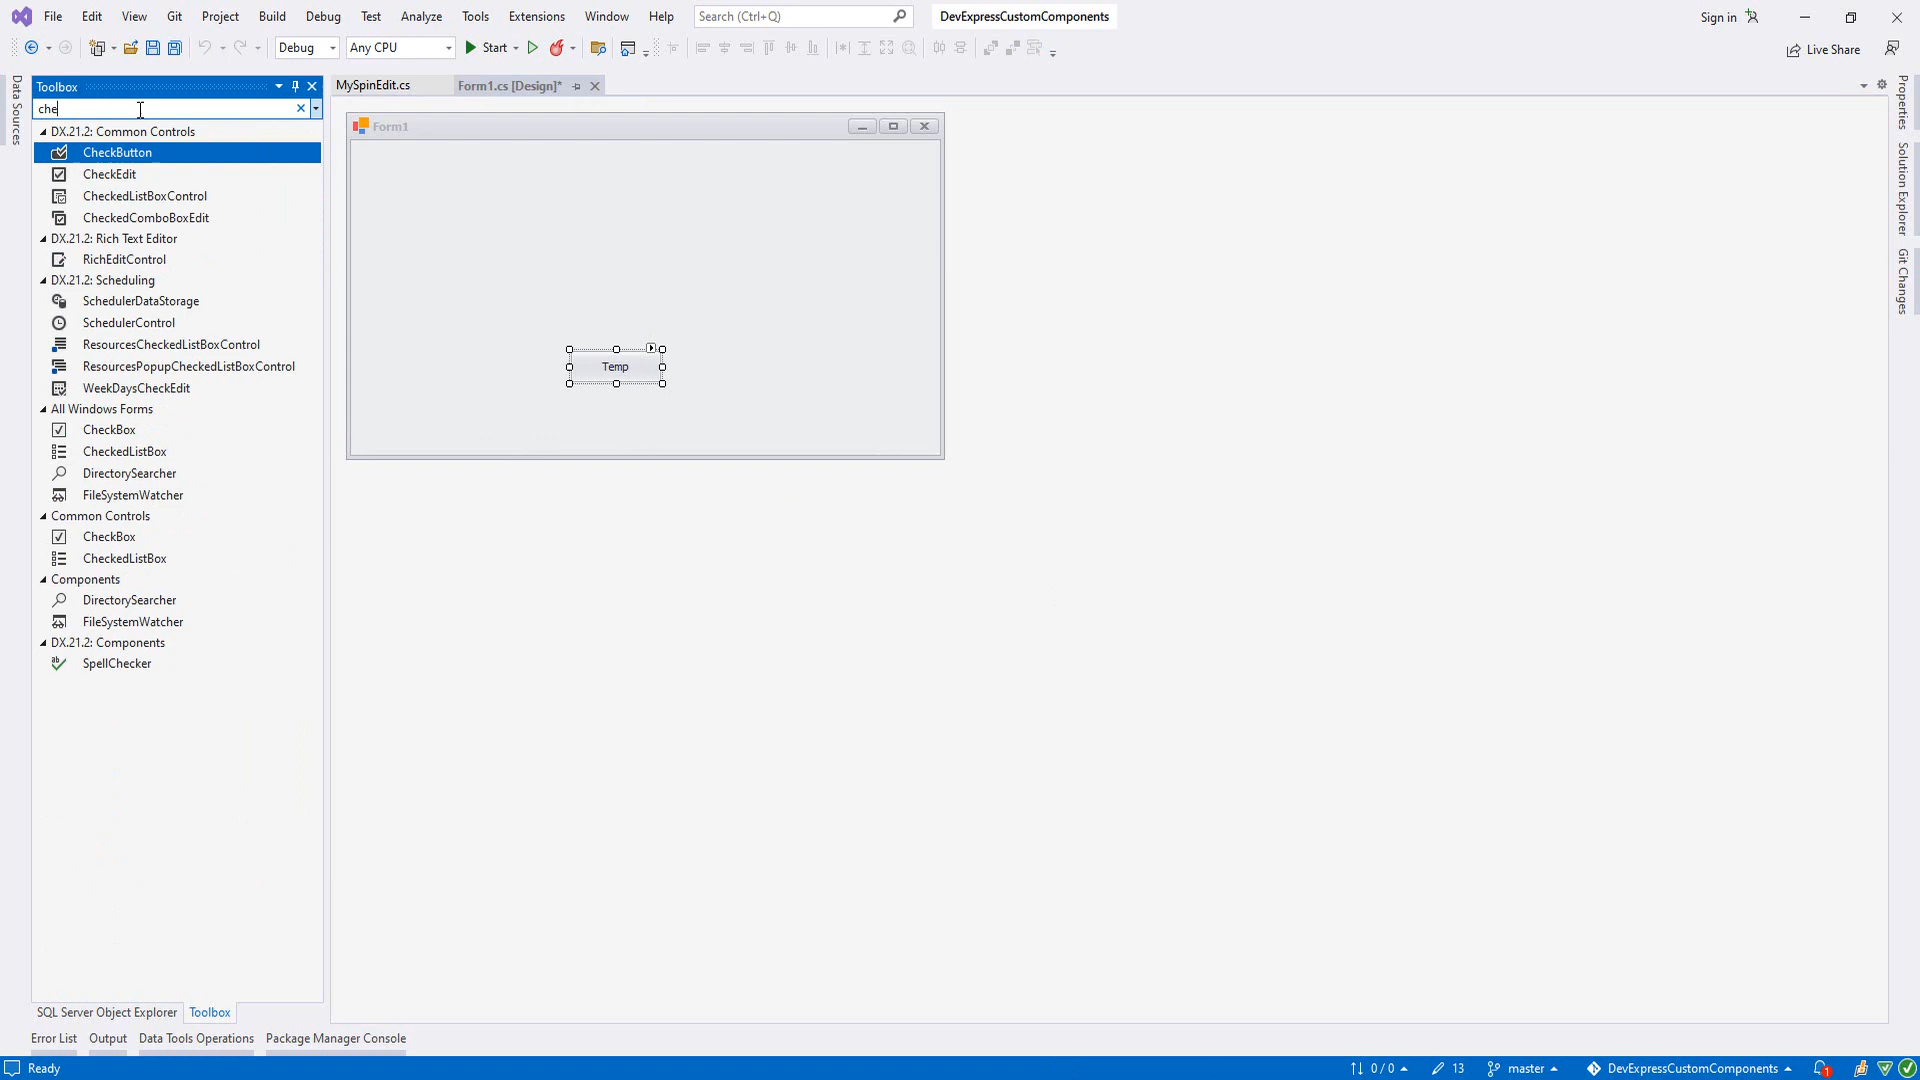 File Edit View Git Project Build Debug Test Analyze Tools Extensions Window Help Search (Ctrl+Q) DevExpressCustomComponents Sign in
Debug Any CPU Start Live Share
Data Sources
Toolbox
che
DX.21.2: Common Controls
CheckButton
CheckEdit
CheckedListBoxControl
CheckedComboBoxEdit
DX.21.2: Rich Text Editor
RichEditControl
DX.21.2: Scheduling
SchedulerDataStorage
SchedulerControl
ResourcesCheckedListBoxControl
ResourcesPopupCheckedListBoxControl
WeekDaysCheckEdit
All Windows Forms
CheckBox
CheckedListBox
DirectorySearcher
FileSystemWatcher
Common Controls
CheckBox
CheckedListBox
Components
DirectorySearcher
FileSystemWatcher
DX.21.2: Components
SpellChecker
SQL Server Object Explorer Toolbox
MySpinEdit.cs Form1.cs [Design]*
Form1
Temp
Properties
Solution Explorer
Git Changes
Error List Output Data Tools Operations Package Manager Console
Ready 0 / 0 13 master DevExpressCustomComponents 1